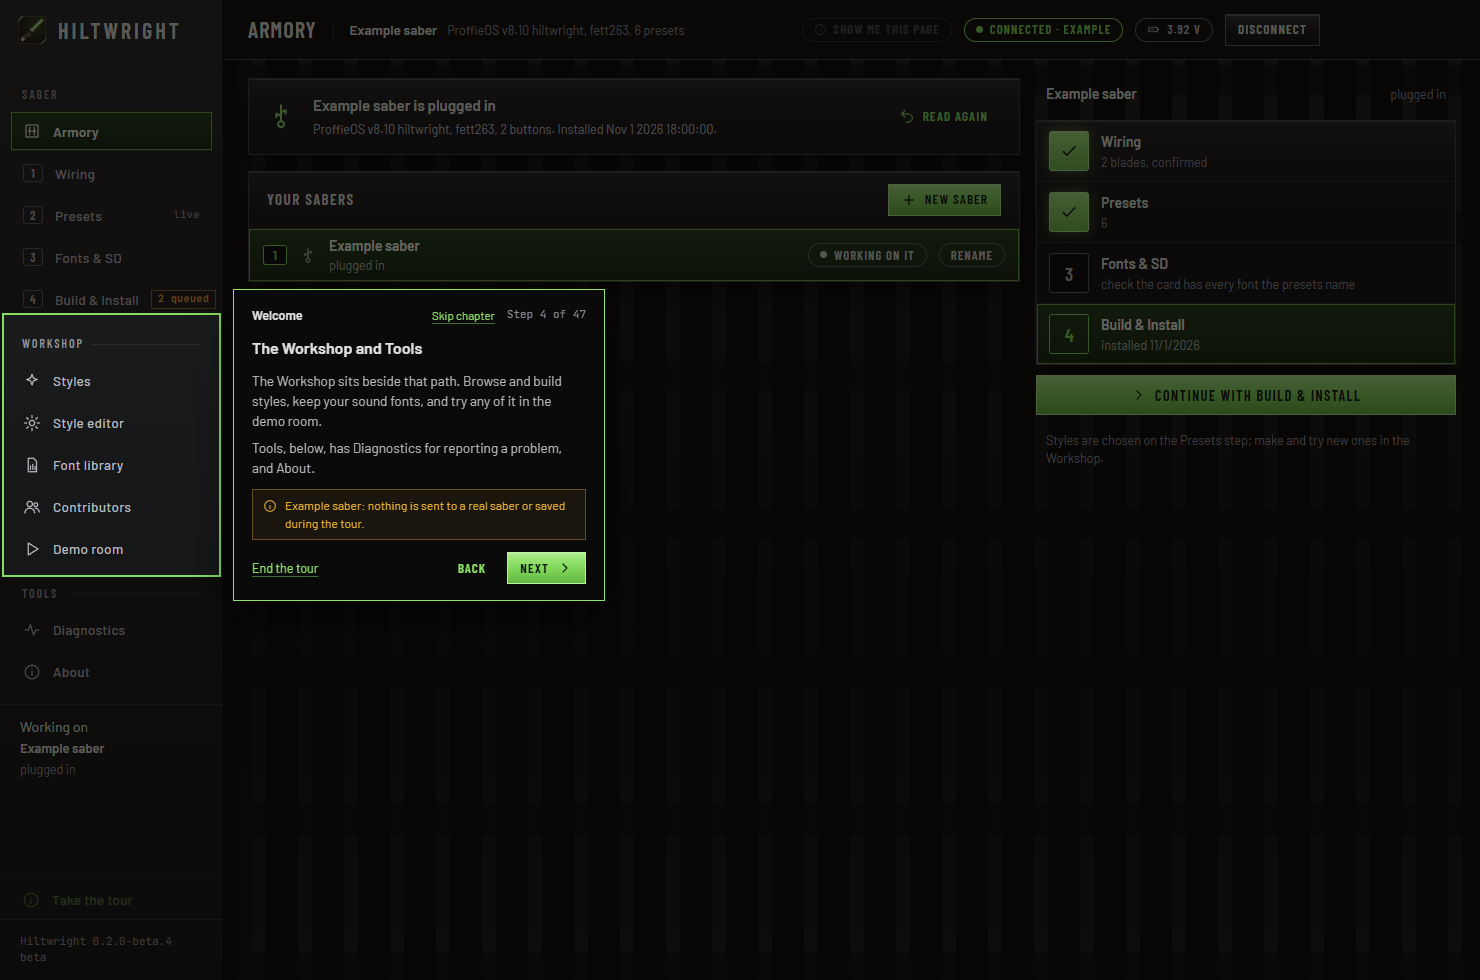 HILTWRIGHT
SABER
Armory
1 Wiring
2 Presets live
3 Fonts & SD
4 Build & Install 2 queued
WORKSHOP
Styles
Style editor
Font library
Contributors
Demo room
TOOLS
Diagnostics
About
Working on
Example saber
plugged in
Take the tour
Hiltwright 0.2.0-beta.4
beta
ARMORY
Example saber ProffieOS v8.10 hiltwright, fett263, 6 presets
SHOW ME THIS PAGE
CONNECTED · EXAMPLE
3.92 V
DISCONNECT
Example saber is plugged in
ProffieOS v8.10 hiltwright, fett263, 2 buttons. Installed Nov 1 2026 18:00:00.
READ AGAIN
YOUR SABERS
NEW SABER
1 Example saber
plugged in
WORKING ON IT
RENAME
Welcome
Skip chapter
Step 4 of 47
The Workshop and Tools
The Workshop sits beside that path. Browse and build
styles, keep your sound fonts, and try any of it in the
demo room.
Tools, below, has Diagnostics for reporting a problem,
and About.
Example saber: nothing is sent to a real saber or saved
during the tour.
End the tour
BACK
NEXT
Example saber plugged in
Wiring
2 blades, confirmed
Presets
6
3 Fonts & SD
check the card has every font the presets name
4 Build & Install
installed 11/1/2026
CONTINUE WITH BUILD & INSTALL
Styles are chosen on the Presets step; make and try new ones in the
Workshop.